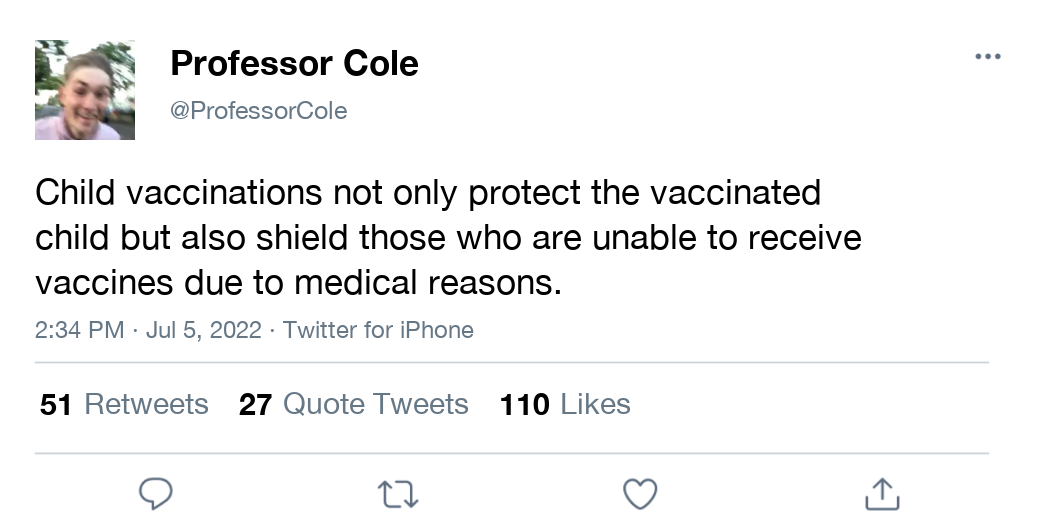 Professor Cole
@ProfessorCole
Child vaccinations not only protect the vaccinated
child but also shield those who are unable to receive
vaccines due to medical reasons.
2:34 PM · Jul 5, 2022 · Twitter for iPhone
51 Retweets 27 Quote Tweets 110 Likes